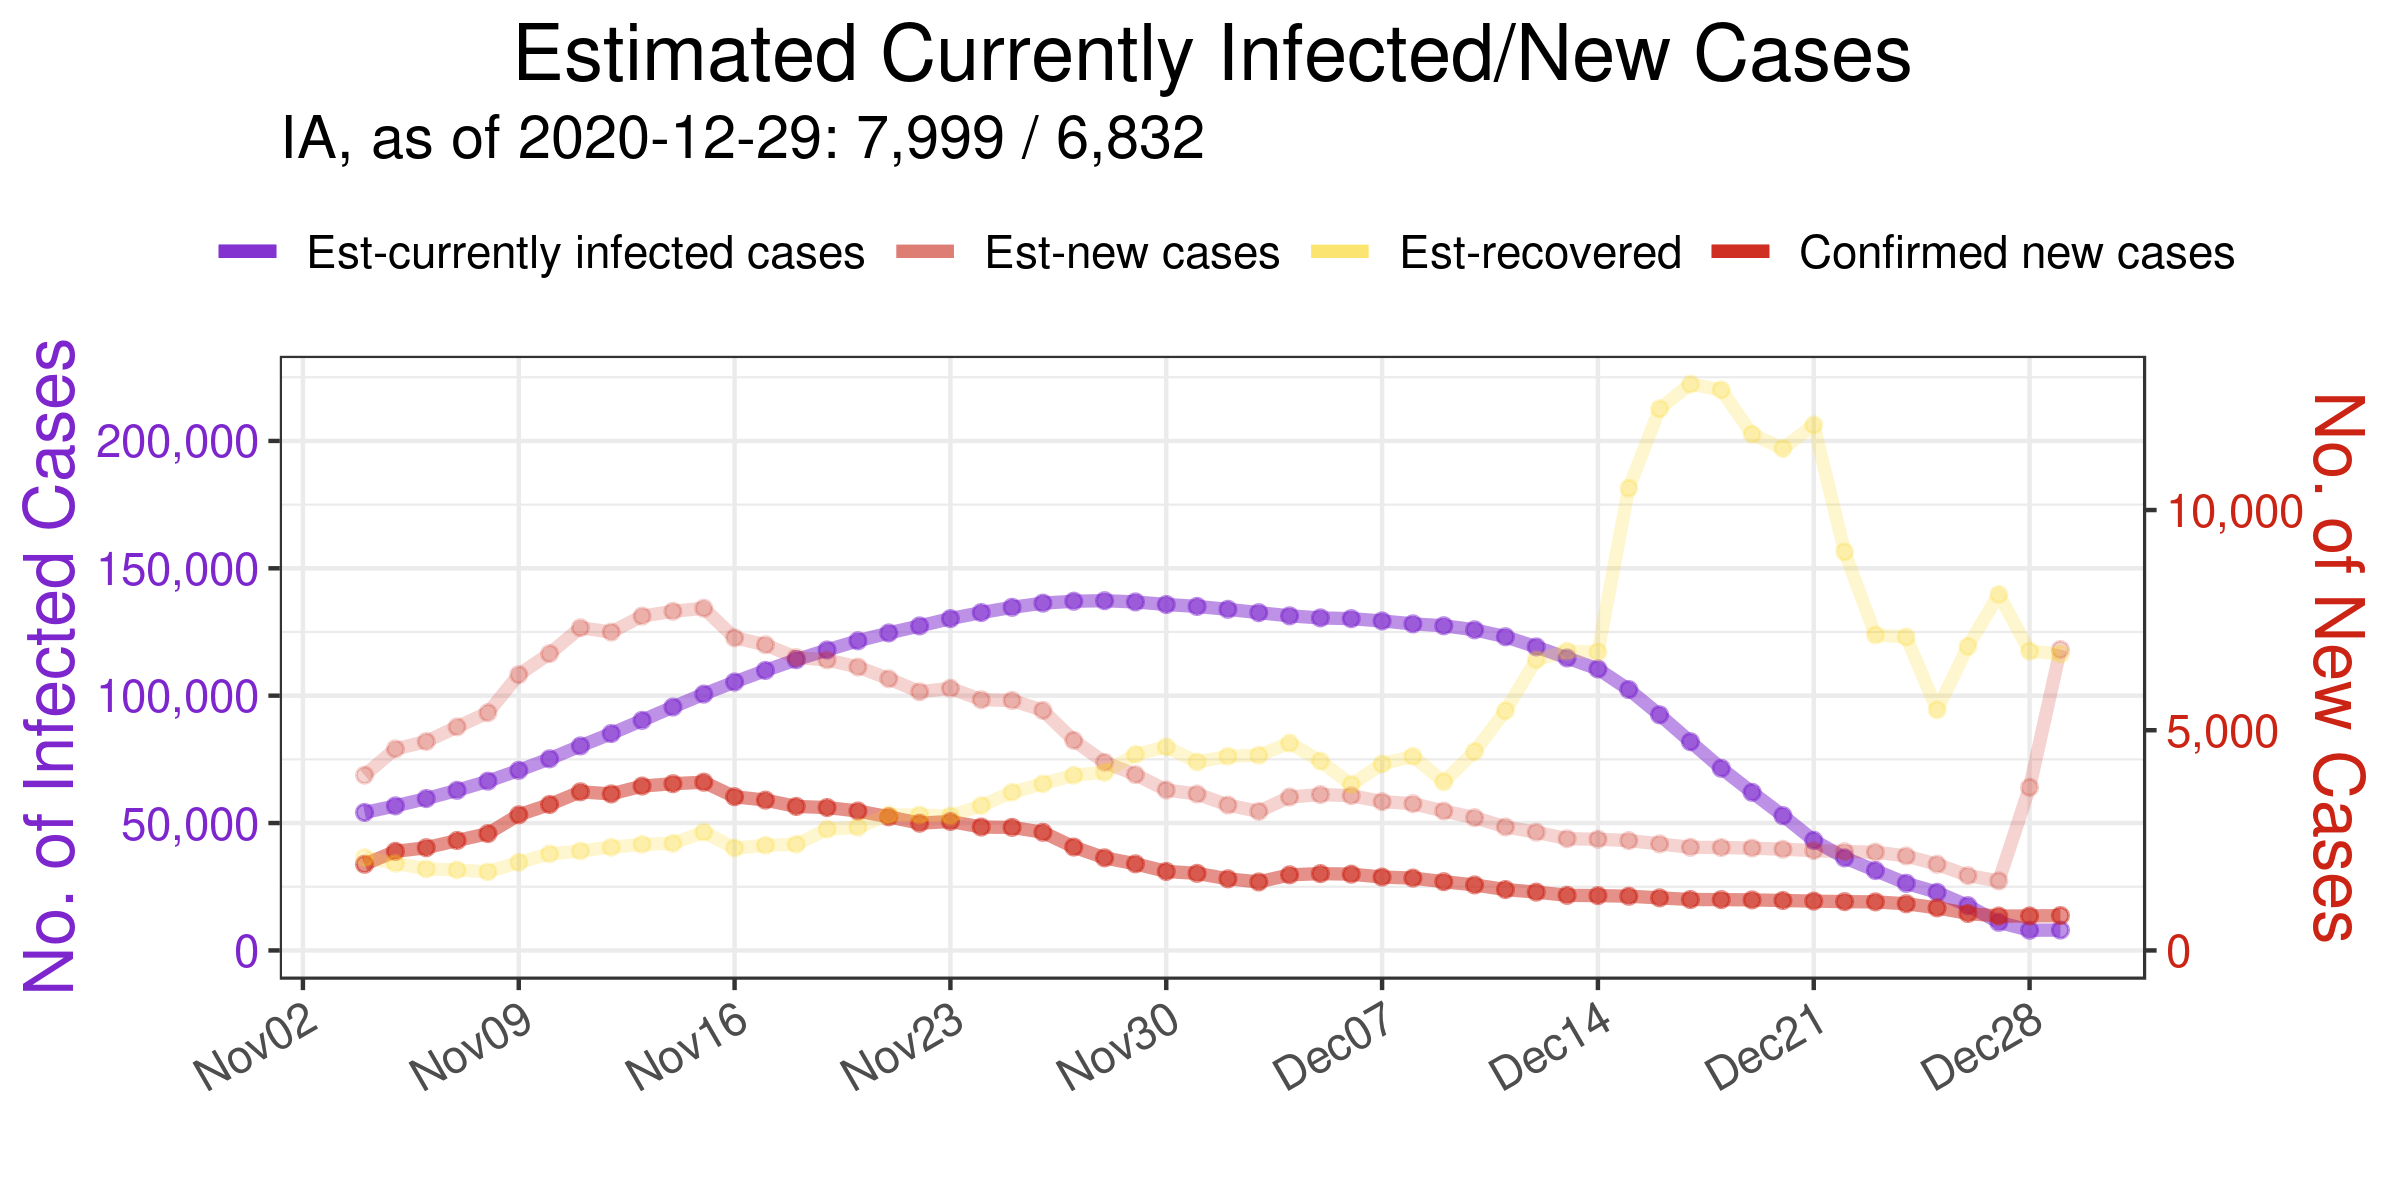 Estimated Currently Infected/New Cases
IA, as of 2020-12-29: 7,999 / 6,832
Est-currently infected cases Est-new cases Est-recovered Confirmed new cases
No. of Infected Cases
200,000
150,000
100,000
50,000
0
10,000
5,000
0
No. of New Cases
Nov02 Nov09 Nov16 Nov23 Nov30 Dec07 Dec14 Dec21 Dec28